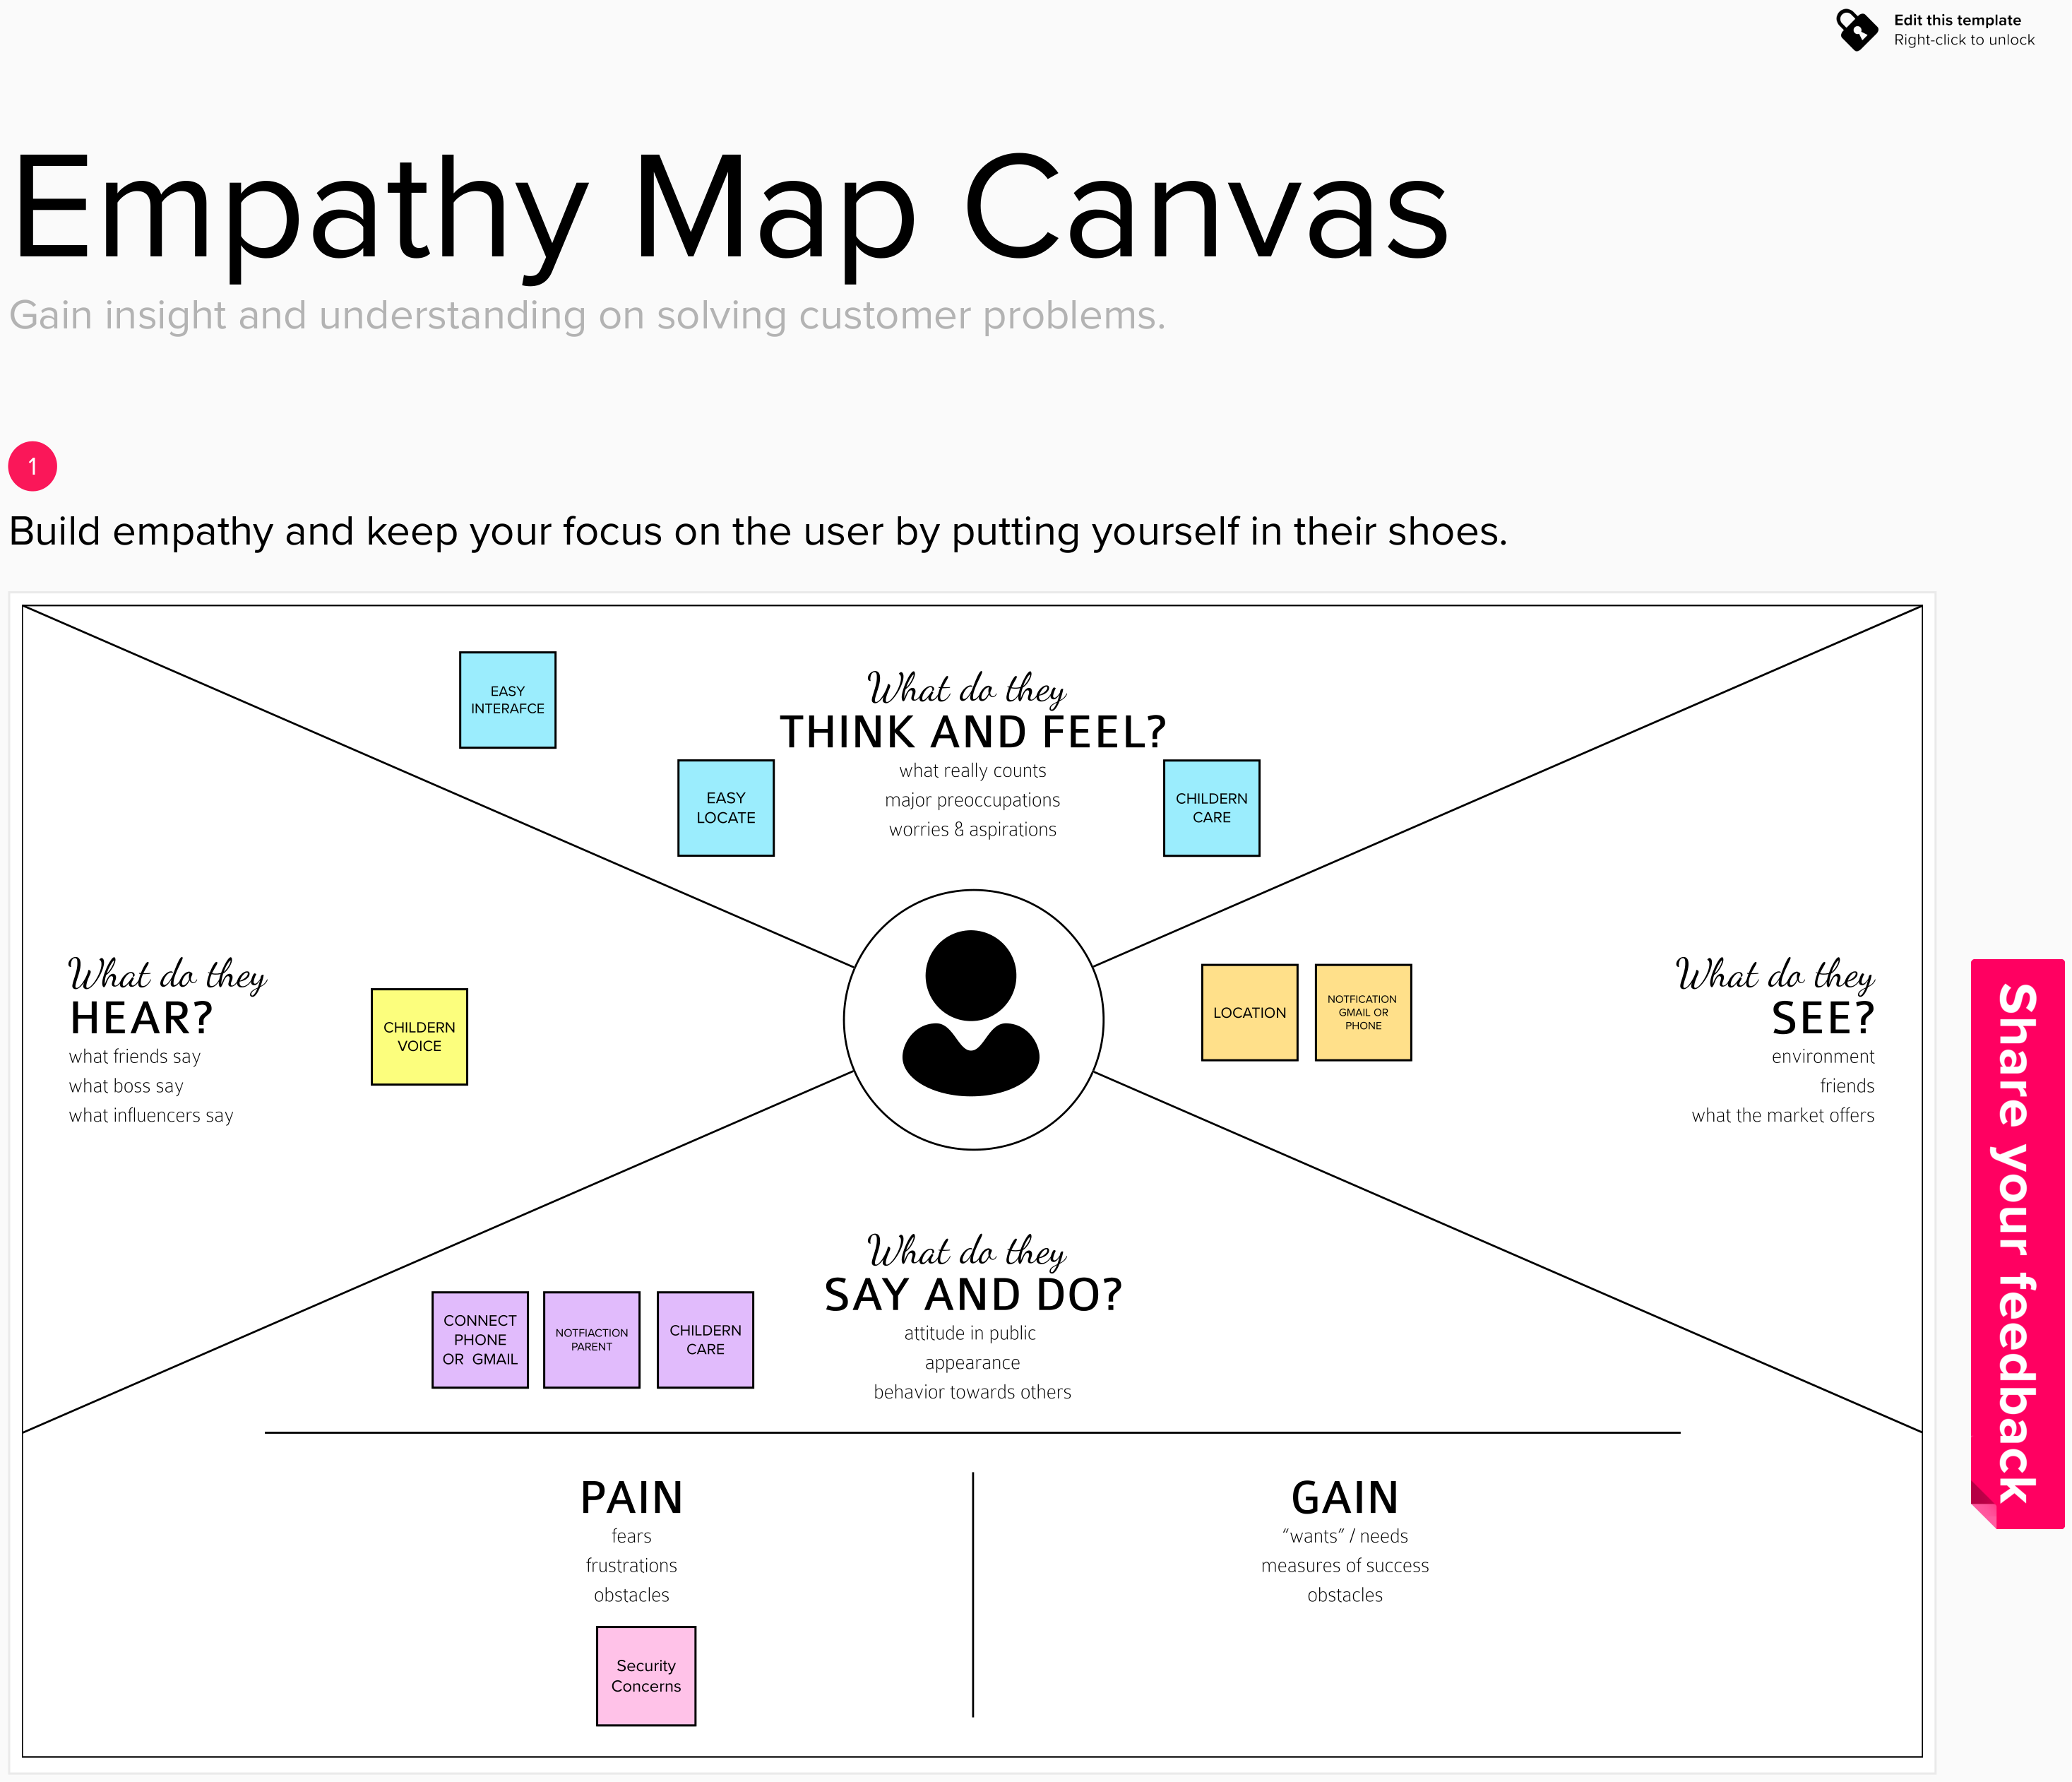 Edit this template
Right-click to unlock
Empathy Map Canvas
Gain insight and understanding on solving customer problems.
1
Build empathy and keep your focus on the user by putting yourself in their shoes.
EASY
INTERAFCE
What do they
THINK AND FEEL?
what really counts
major preoccupations
worries & aspirations
EASY
LOCATE
CHILDERN
CARE
What do they
HEAR?
what friends say
what boss say
what influencers say
CHILDERN
VOICE
LOCATION
NOTFICATION
GMAIL OR
PHONE
What do they
SEE?
environment
friends
what the market offers
Share your feedback
What do they
SAY AND DO?
attitude in public
appearance
behavior towards others
CONNECT
PHONE
OR GMAIL
NOTFIACTION
PARENT
CHILDERN
CARE
PAIN
fears
frustrations
obstacles
Security
Concerns
GAIN
“wants” / needs
measures of success
obstacles